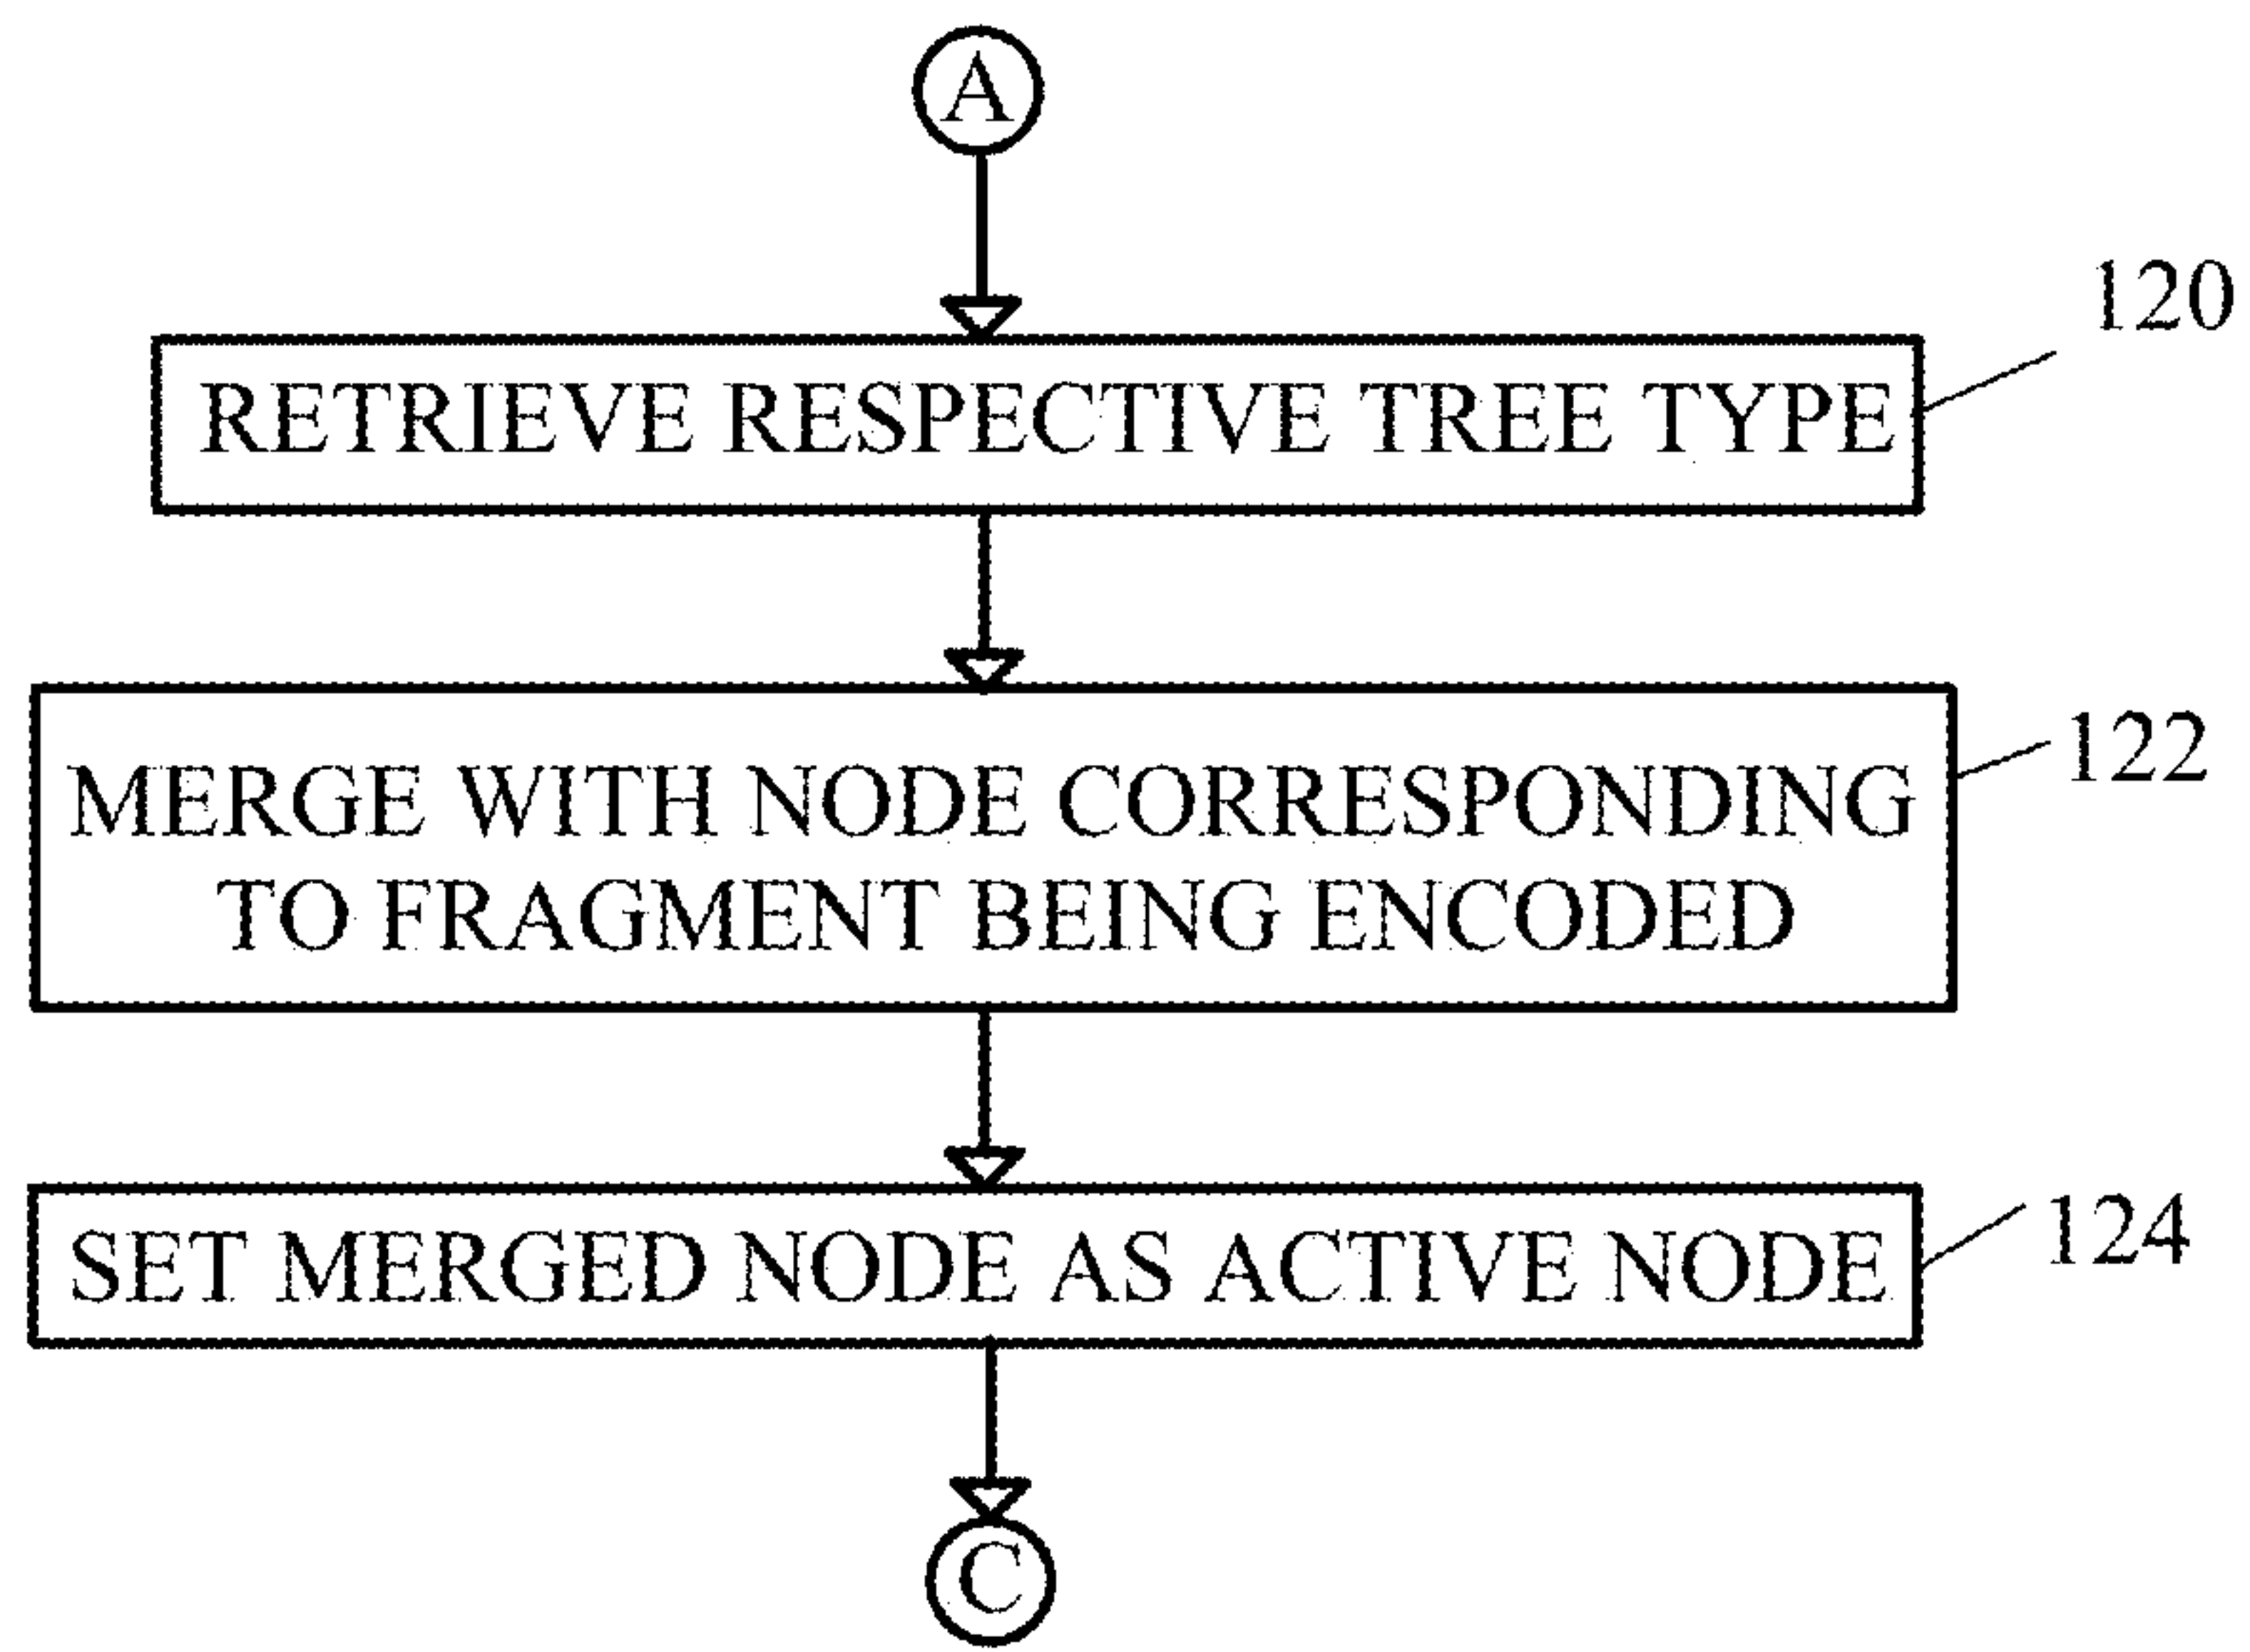 A
120
RETRIEVE RESPECTIVE TREE TYPE
122
MERGE WITH NODE CORRESPONDING
TO FRAGMENT BEING ENCODED
124
SET MERGED NODE AS ACTIVE NODE
C